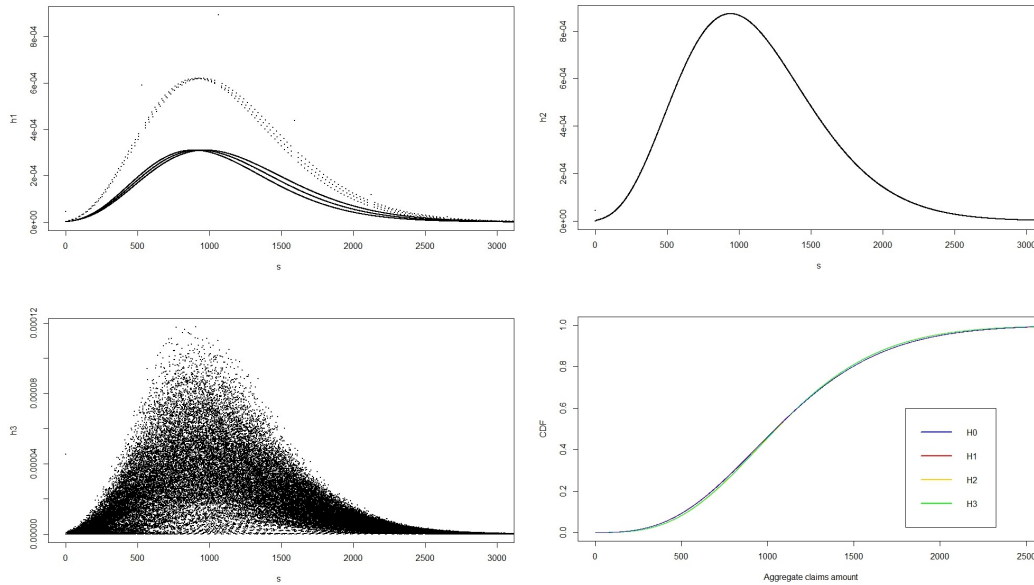 h1
0e+00 2e-04 4e-04 6e-04 8e-04
0 500 1000 1500 2000 2500 3000
s
h2
0e+00 2e-04 4e-04 6e-04 8e-04
0 500 1000 1500 2000 2500 3000
s
h3
0.00000 0.00004 0.00008 0.00012
0 500 1000 1500 2000 2500 3000
s
CDF
0.0 0.2 0.4 0.6 0.8 1.0
H0
H1
H2
H3
0 500 1000 1500 2000 2500
Aggregate claims amount